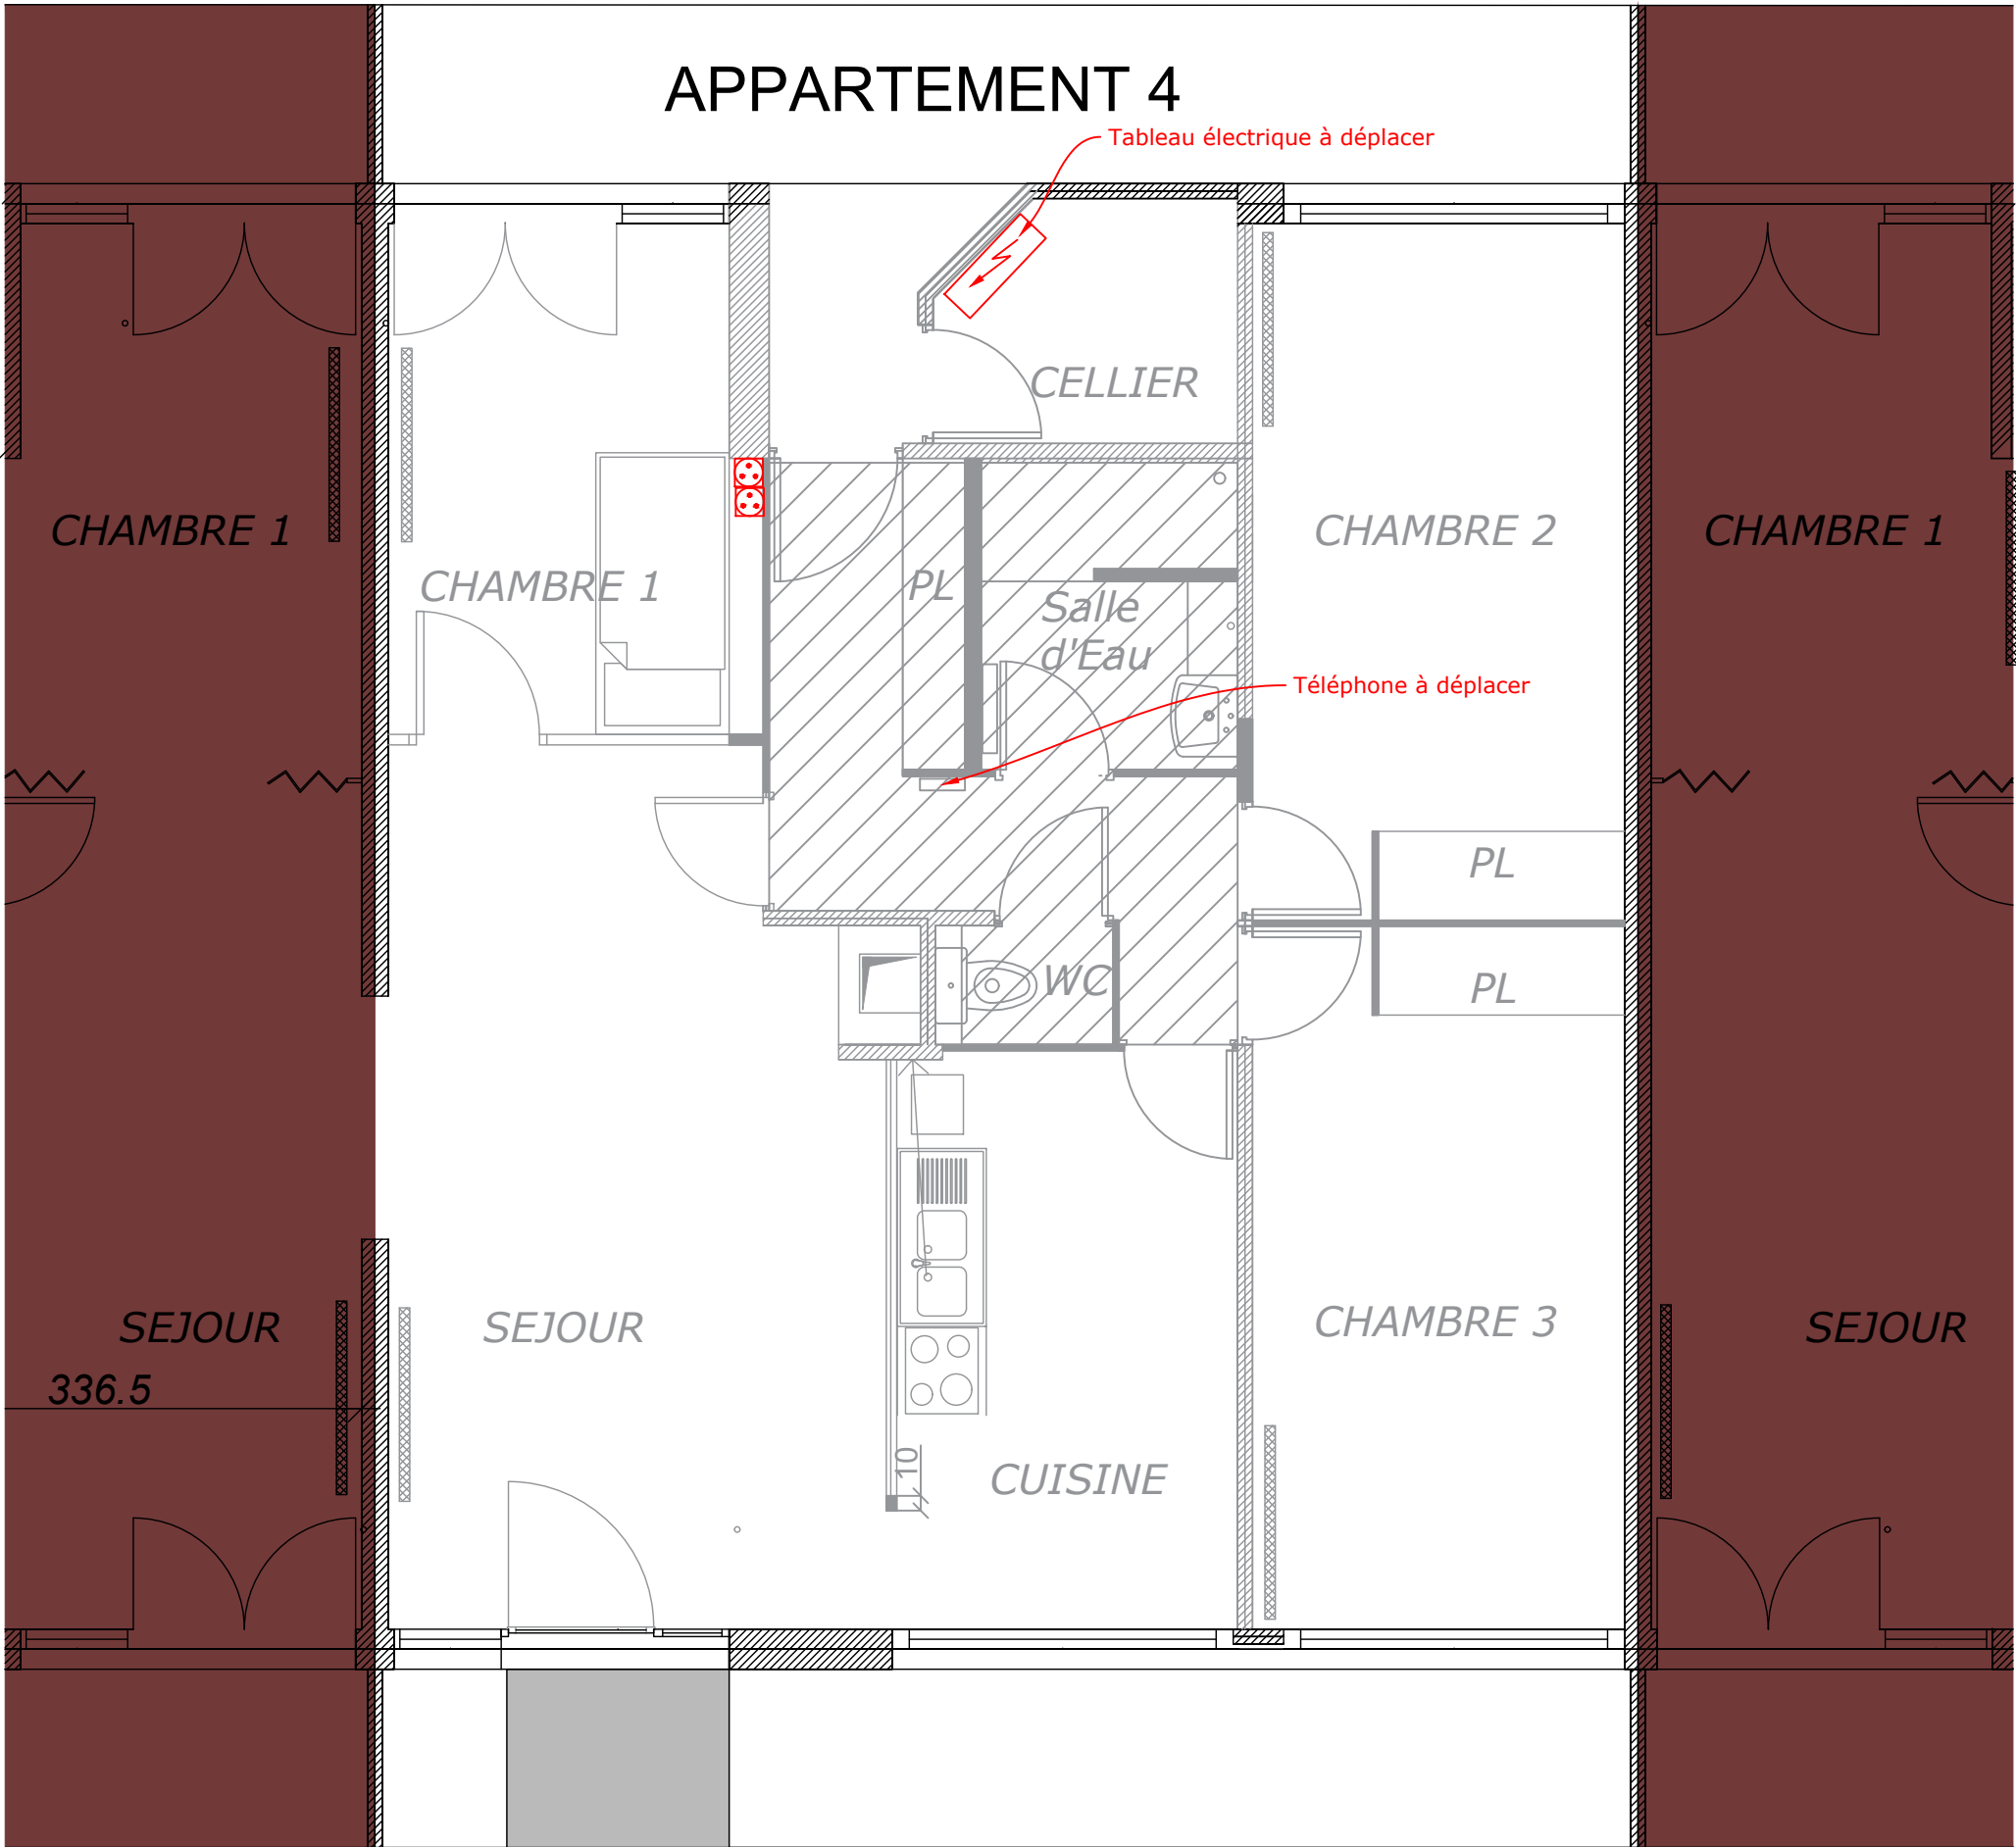 APPARTEMENT 4
Tableau électrique à déplacer
CELLIER
CHAMBRE 1
CHAMBRE 1
PL
Salle
d'Eau
CHAMBRE 2
CHAMBRE 1
Téléphone à déplacer
PL
WC
PL
SEJOUR
SEJOUR
CHAMBRE 3
SEJOUR
336.5
10
CUISINE